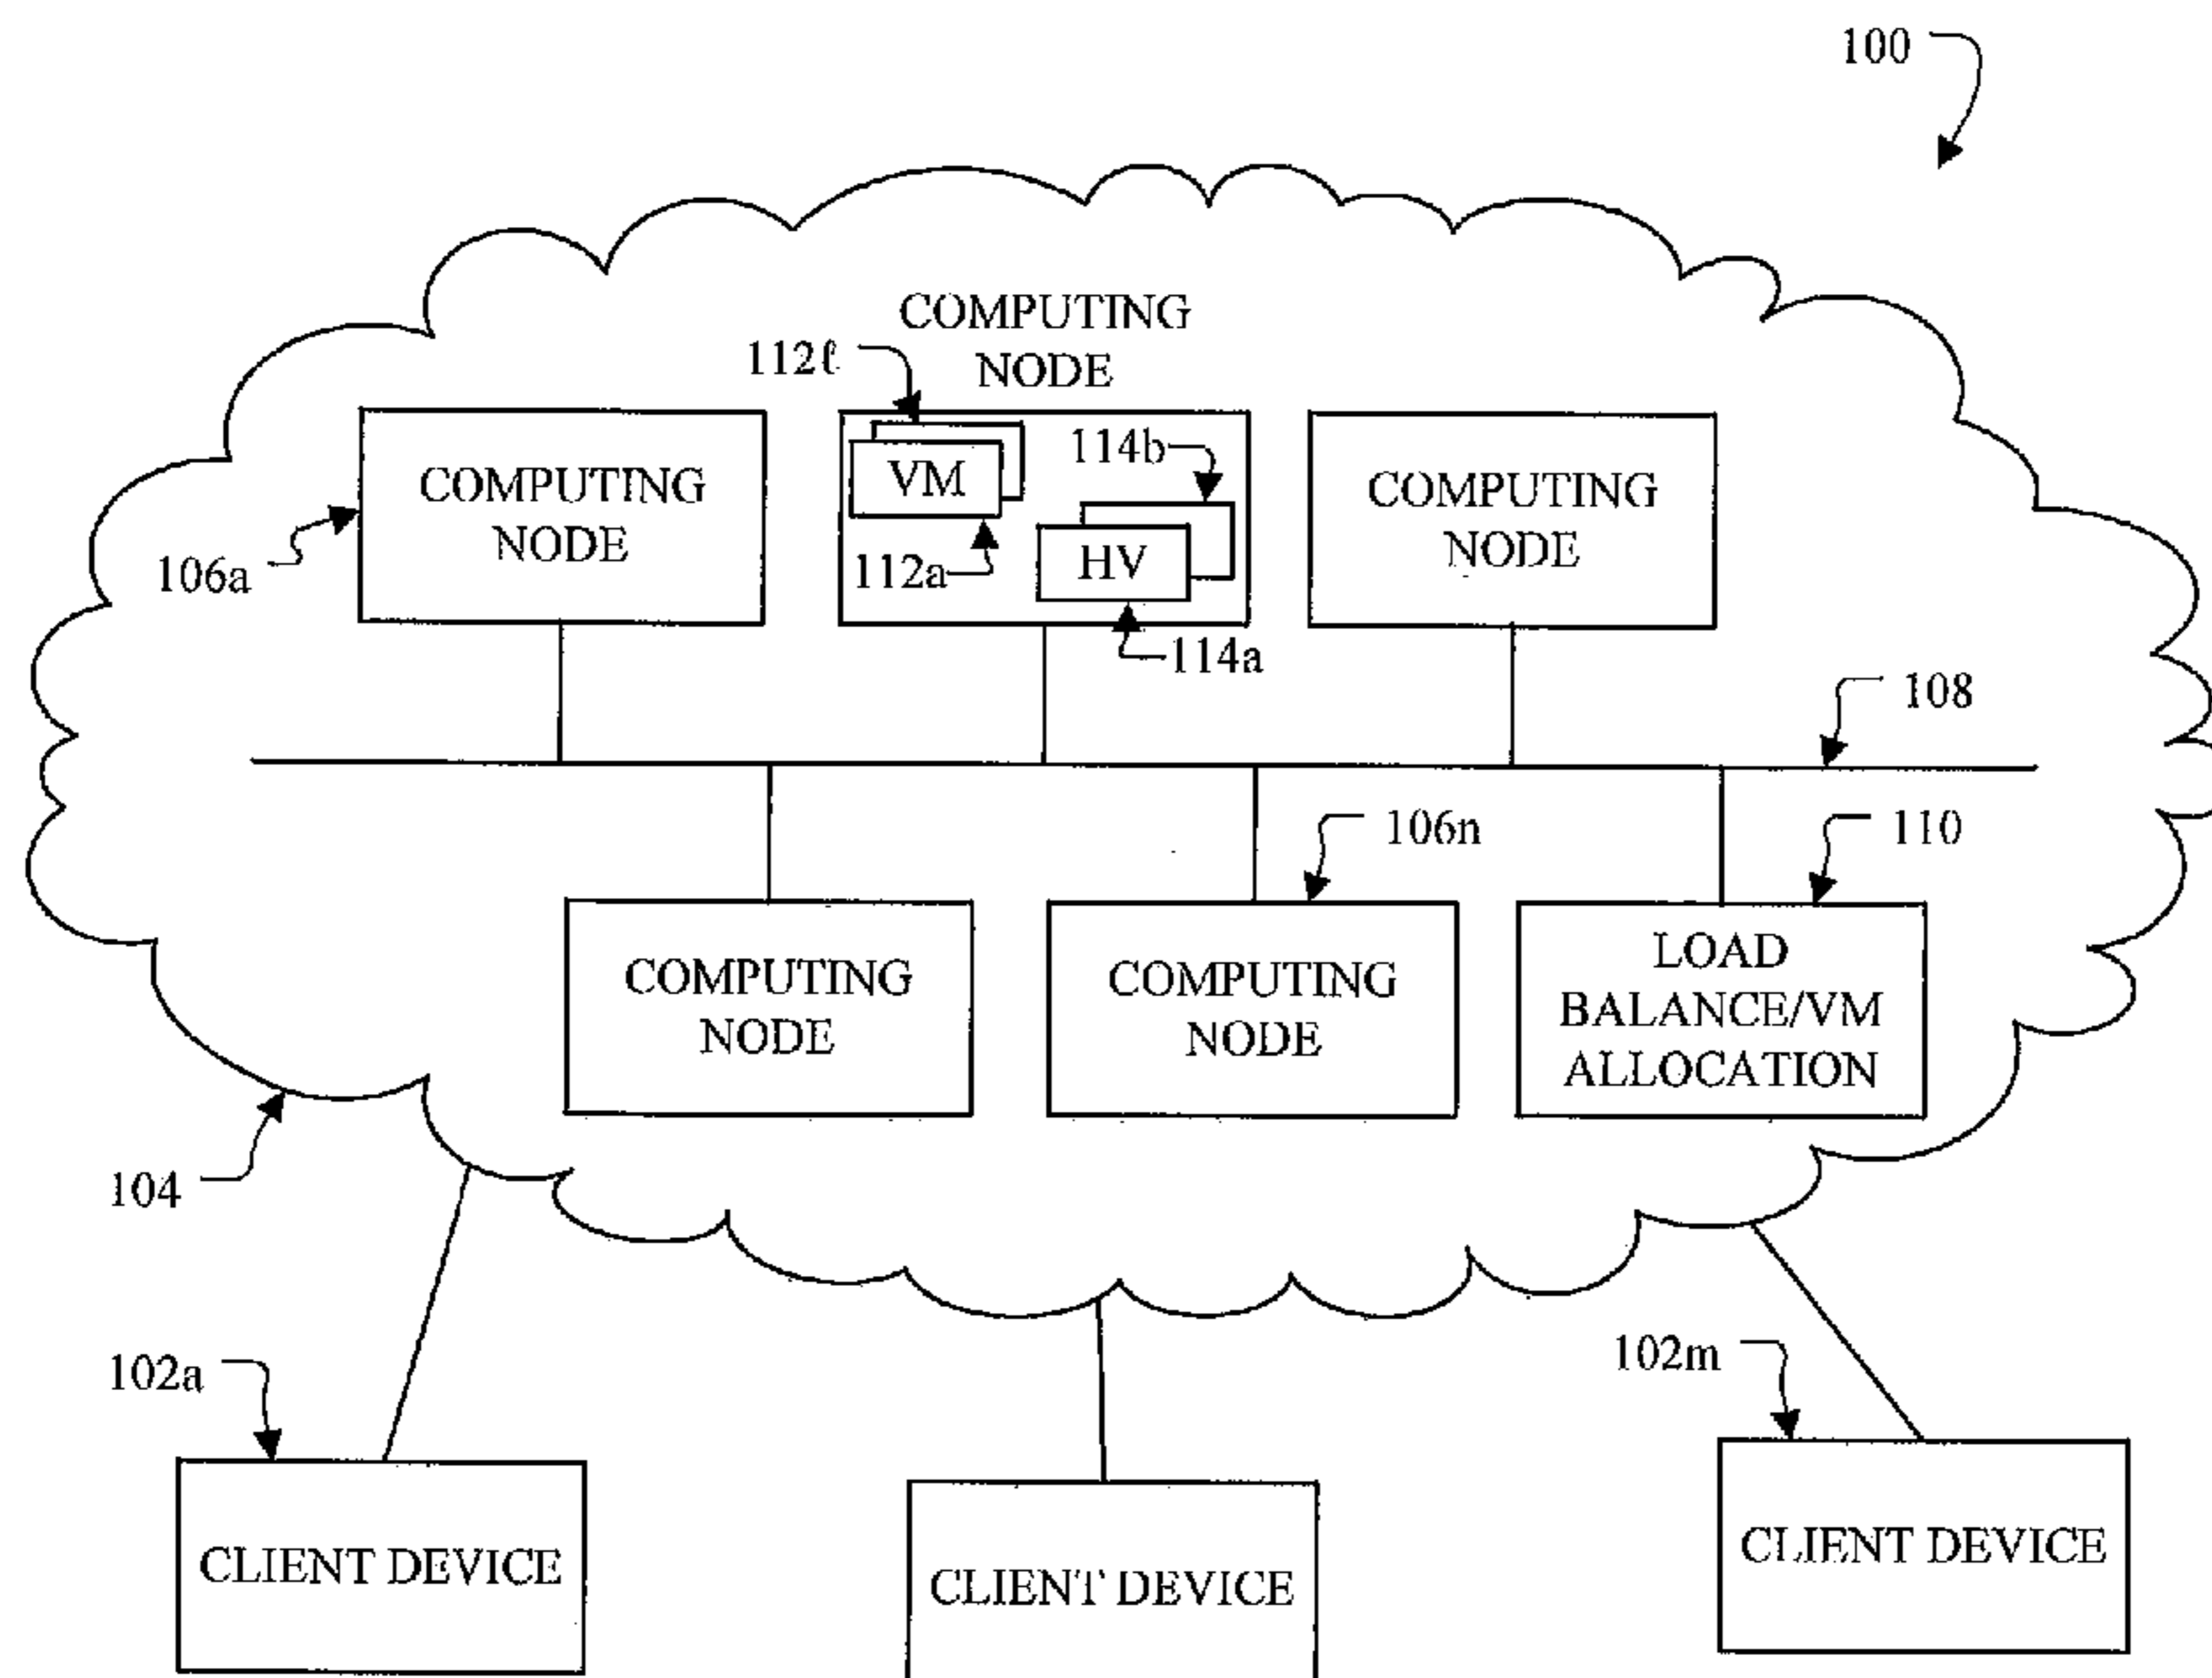 100
COMPUTING
NODE
112ℓ
114b
VM
COMPUTING
NODE
COMPUTING
NODE
HV
112a
106a
114a
108
106n
110
COMPUTING
NODE
COMPUTING
NODE
LOAD
BALANCE/VM
ALLOCATION
104
102a
102m
CLIENT DEVICE
CLIENT DEVICE
CLIENT DEVICE